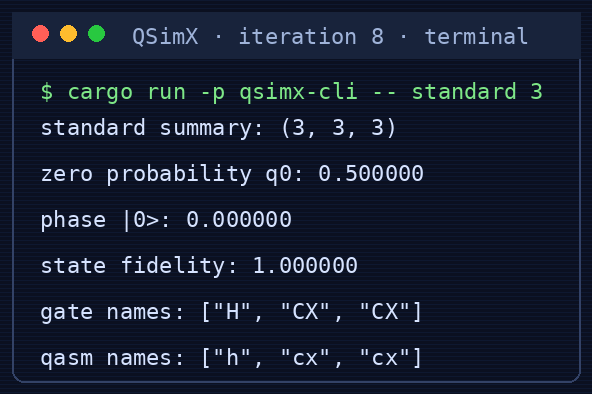 QSimX · iteration 8 · terminal
$ cargo run -p qsimx-cli -- standard 3
standard summary: (3, 3, 3)
zero probability q0: 0.500000
phase |0>: 0.000000
state fidelity: 1.000000
gate names: ["H", "CX", "CX"]
qasm names: ["h", "cx", "cx"]